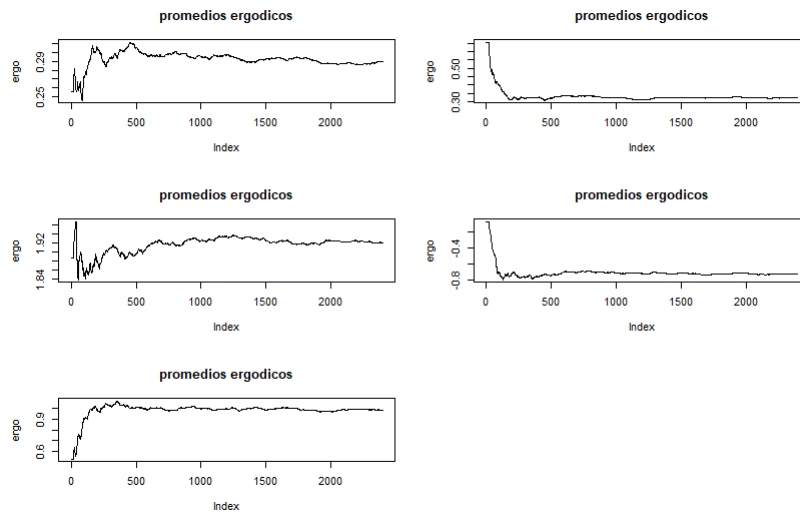 promedios ergodicos
ergo
0.25 0.29
0 500 1000 1500 2000
Index
promedios ergodicos
ergo
0.30 0.50
0 500 1000 1500 2000
Index
promedios ergodicos
ergo
1.84 1.92
0 500 1000 1500 2000
Index
promedios ergodicos
ergo
-0.8 -0.4
0 500 1000 1500 2000
Index
promedios ergodicos
ergo
0.6 0.9
0 500 1000 1500 2000
Index